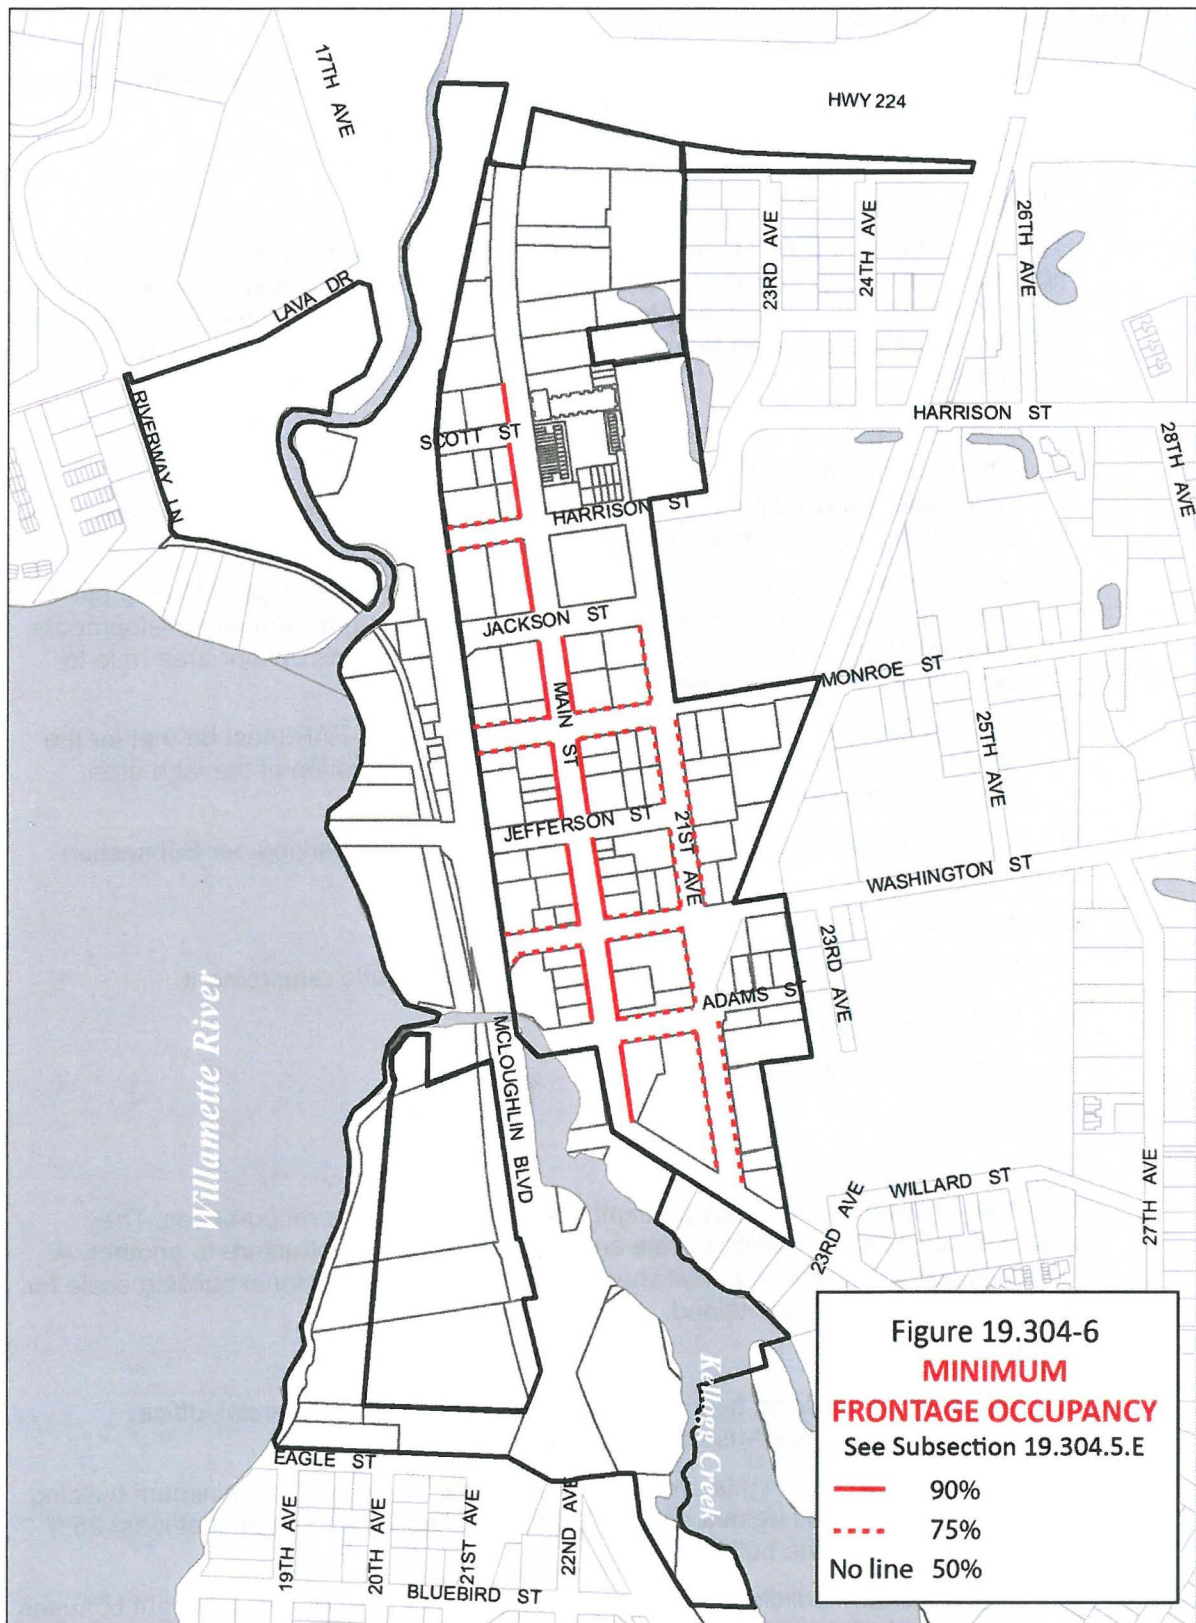 17TH AVE
HWY 224
23RD AVE
24TH AVE
26TH AVE
LAVA DR
RIVERWAY LN
SCOTT ST
HARRISON ST
28TH AVE
HARRISON ST
JACKSON ST
MAIN ST
MONROE ST
25TH AVE
JEFFERSON ST
21ST AVE
WASHINGTON ST
23RD AVE
ADAMS ST
Willamette River
MCLOUGHLIN BLVD
WILLARD ST
23RD AVE
27TH AVE
Kellogg Creek
Figure 19.304-6
MINIMUM
FRONTAGE OCCUPANCY
See Subsection 19.304.5.E
90%
75%
No line 50%
EAGLE ST
19TH AVE
20TH AVE
21ST AVE
22ND AVE
BLUEBIRD ST